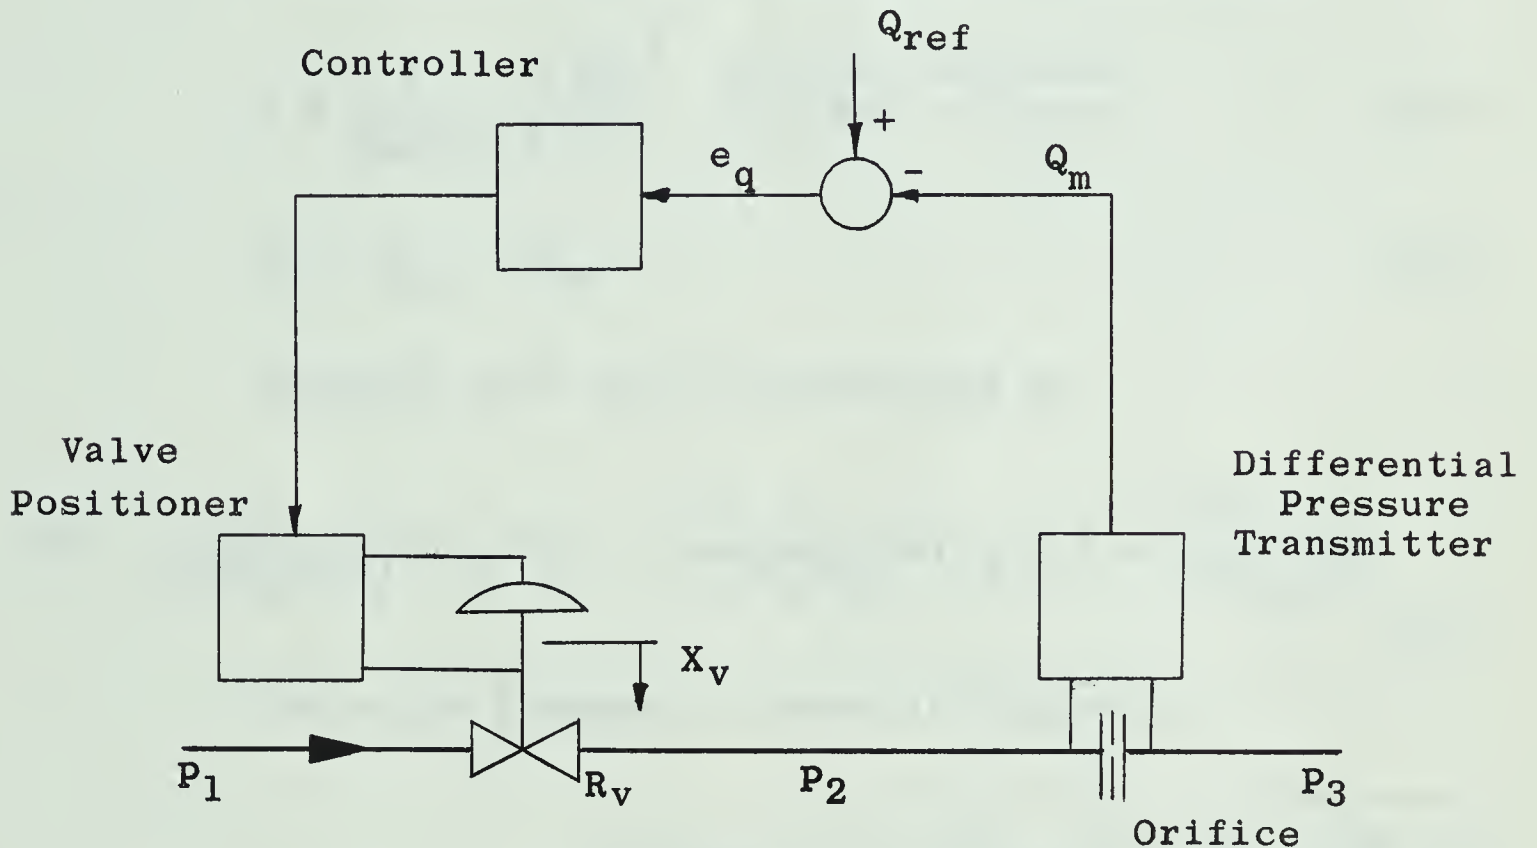 Q_ref
Controller
+
e_q
-
Q_m
Valve
Positioner
Differential
Pressure
Transmitter
X_v
P_1
R_v
P_2
P_3
Orifice